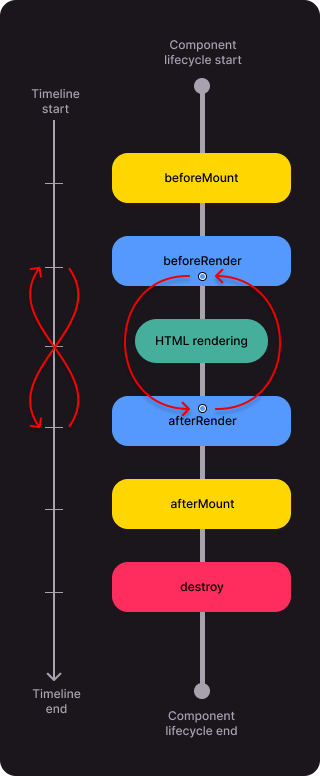 Component
lifecycle start
Timeline
start
beforeMount
beforeRender
HTML rendering
afterRender
afterMount
destroy
Timeline
end
Component
lifecycle end